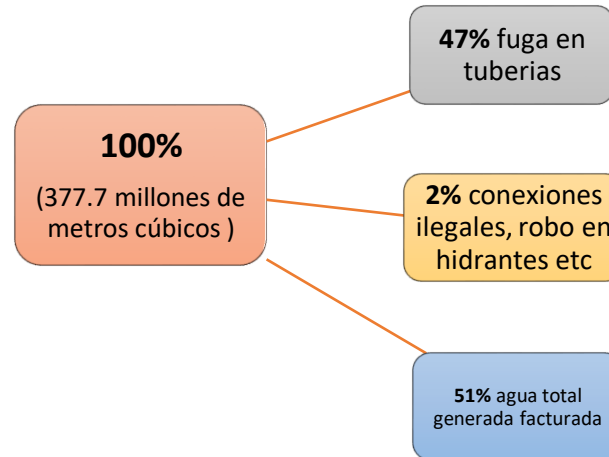 47% fuga en
tuberias
100%
(377.7 millones de
metros cúbicos )
2% conexiones
ilegales, robo en
hidrantes etc
51% agua total
generada facturada